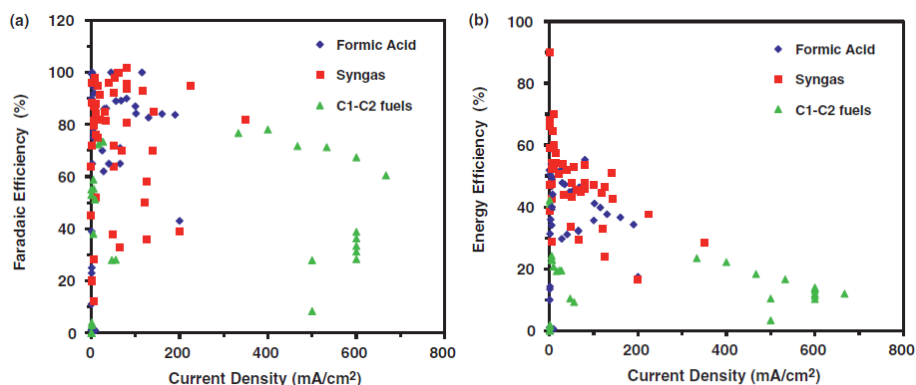 (a)
120
100
80
60
40
20
0
Faradaic Efficiency (%)
Formic Acid
Syngas
C1-C2 fuels
0 200 400 600 800
Current Density (mA/cm²)
(b)
100
80
60
40
20
0
Energy Efficiency (%)
Formic Acid
Syngas
C1-C2 fuels
0 200 400 600 800
Current Density (mA/cm²)